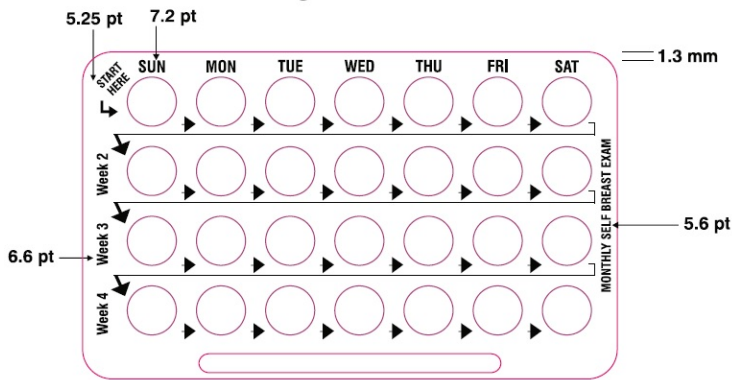 5.25 pt
7.2 pt
SUN MON TUE WED THU FRI SAT
1.3 mm
START
HERE
Week 2
MONTHLY SELF BREAST EXAM
5.6 pt
Week 3
6.6 pt
Week 4